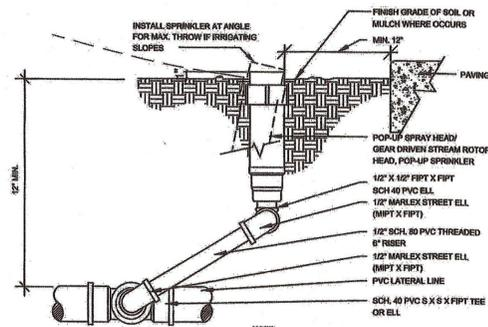 INSTALL SPRINKLER AT ANGLE
FOR MAX. THROW IF IRRIGATING
SLOPES
FINISH GRADE OF SOIL OR
MULCH WHERE OCCURS
MIN. 12"
PAVING
12" MIN.
POP-UP SPRAY HEAD/
GEAR DRIVEN STREAM ROTOR
HEAD, POP-UP SPRINKLER
1/2" X 1/2" FIPT X FIPT
SCH 40 PVC ELL
1/2" MARLEX STREET ELL
(MIPT X FIPT)
1/2" SCH. 80 PVC THREADED
6" RISER
1/2" MARLEX STREET ELL
(MIPT X FIPT)
PVC LATERAL LINE
SCH. 40 PVC S X S X FIPT TEE
OR ELL